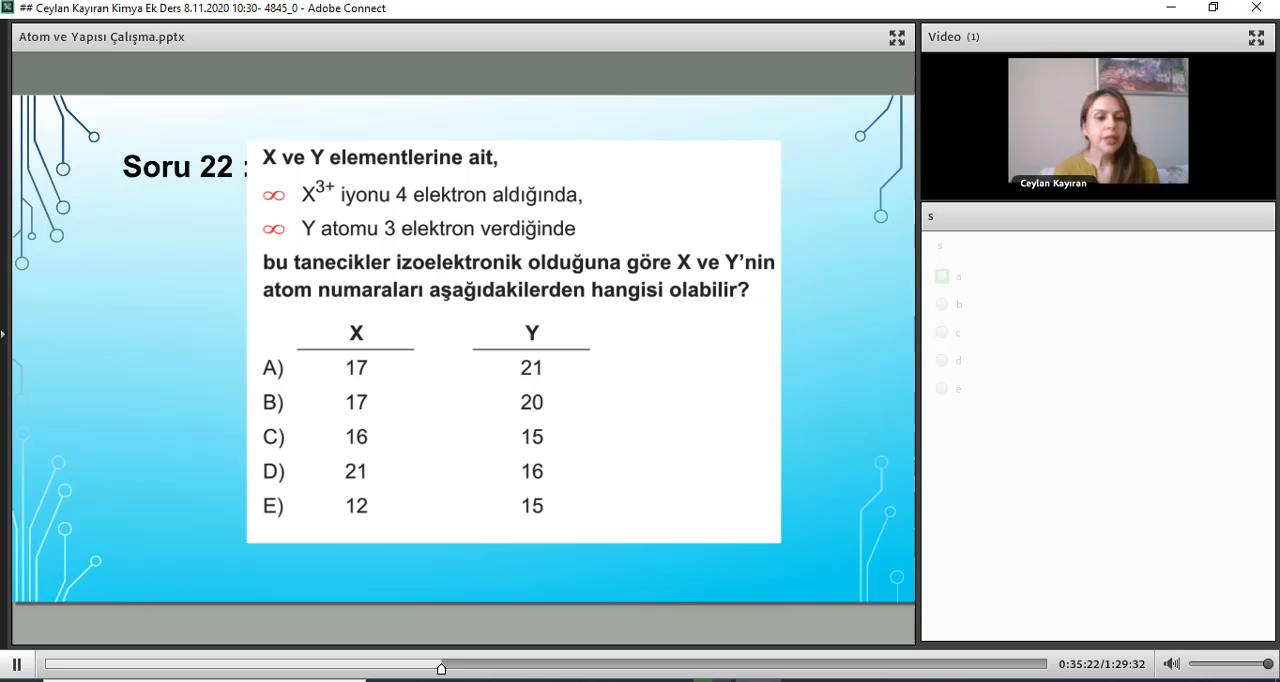 ## Ceylan Kayıran Kimya Ek Ders 8.11.2020 10:30- 4845_0 - Adobe Connect
Atom ve Yapısı Çalışma.pptx
Video (1)
Ceylan Kayıran
s
s
a
b
c
d
e
Soru 22 :
X ve Y elementlerine ait,
∞ X³⁺ iyonu 4 elektron aldığında,
∞ Y atomu 3 elektron verdiğinde
bu tanecikler izoelektronik olduğuna göre X ve Y’nin
atom numaraları aşağıdakilerden hangisi olabilir?
X Y
A) 17 21
B) 17 20
C) 16 15
D) 21 16
E) 12 15
0:35:22/1:29:32